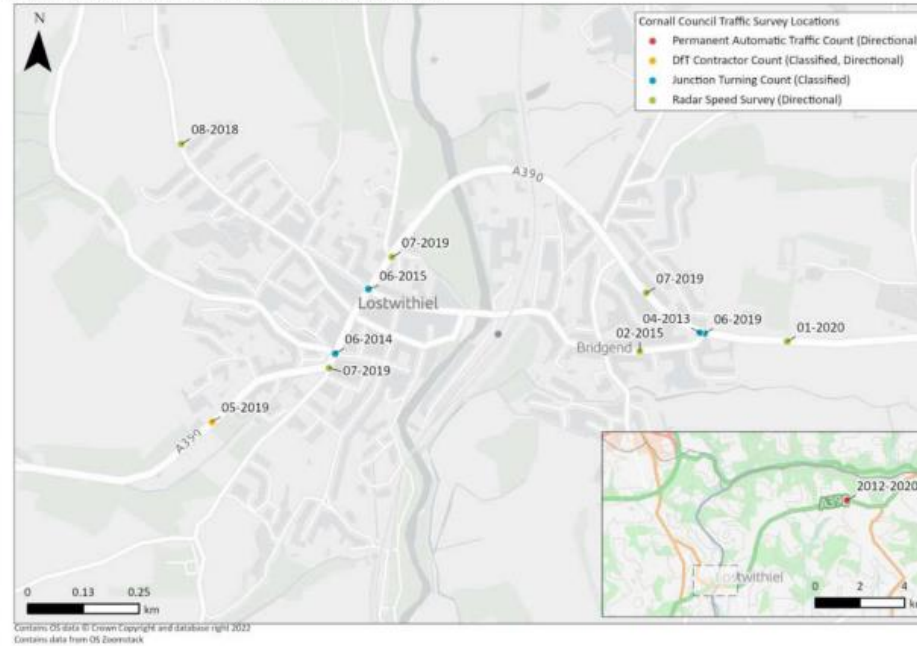 N
Cornall Council Traffic Survey Locations
Permanent Automatic Traffic Count (Directional
DfT Contractor Count (Classified, Directional)
Junction Turning Count (Classified)
Radar Speed Survey (Directional)
08-2018
A390
07-2019
06-2015
Lostwithiel
07-2019
04-2013
06-2019
01-2020
02-2015
Bridgend
06-2014
07-2019
05-2019
A390
2012-2020
Lostwithiel
0 0.13 0.25
km
0 2 4
km
Contains OS data © Crown Copyright and database right 2022
Contains data from OS Zoomstack